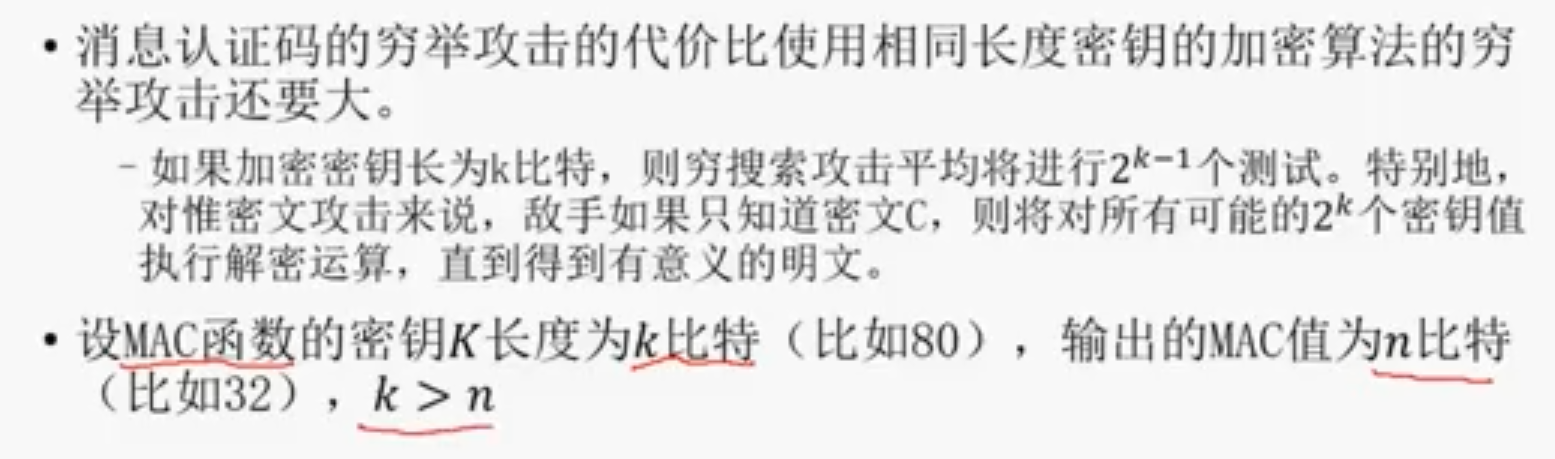 • 消息认证码的穷举攻击的代价比使用相同长度密钥的加密算法的穷
举攻击还要大。
– 如果加密密钥长为k比特，则穷搜索攻击平均将进行2^{k−1}个测试。特别地，
对惟密文攻击来说，敌手如果只知道密文C，则将对所有可能的2^k个密钥值
执行解密运算，直到得到有意义的明文。
• 设MAC函数的密钥K长度为k比特（比如80），输出的MAC值为n比特
（比如32），k > n